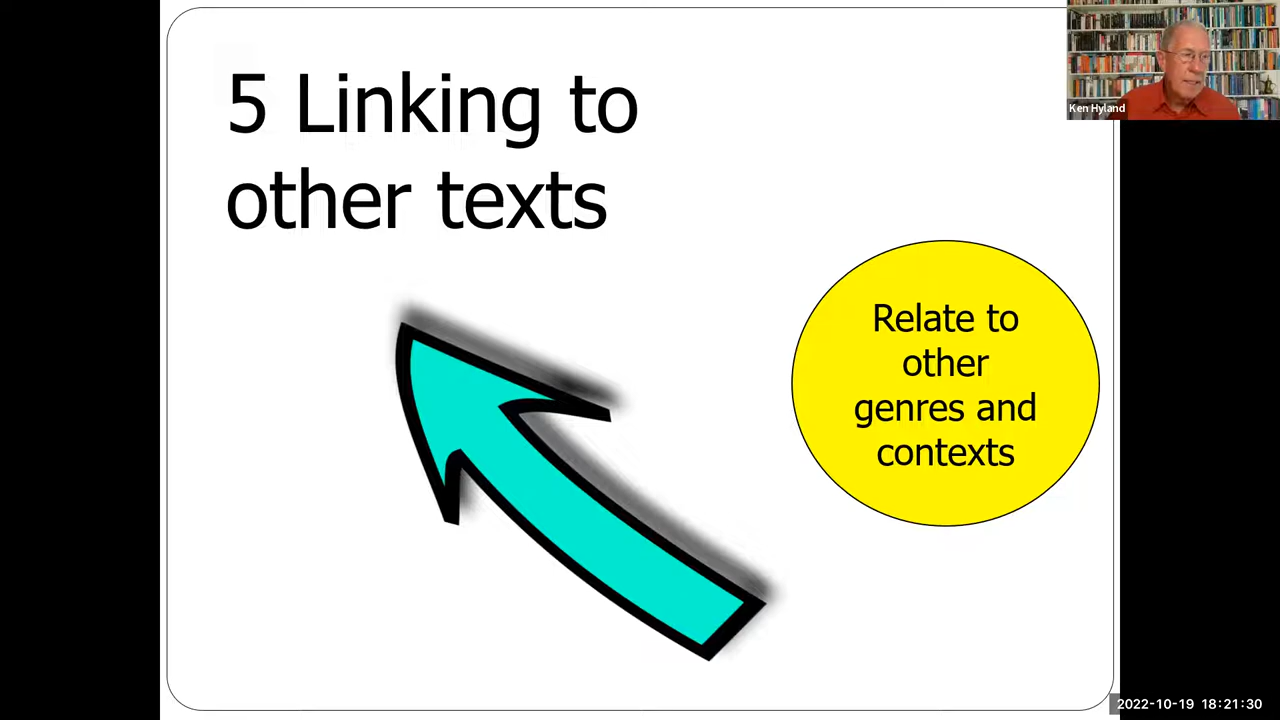 5 Linking to
other texts
Relate to
other
genres and
contexts
Ken Hyland
2022-10-19 18:21:30